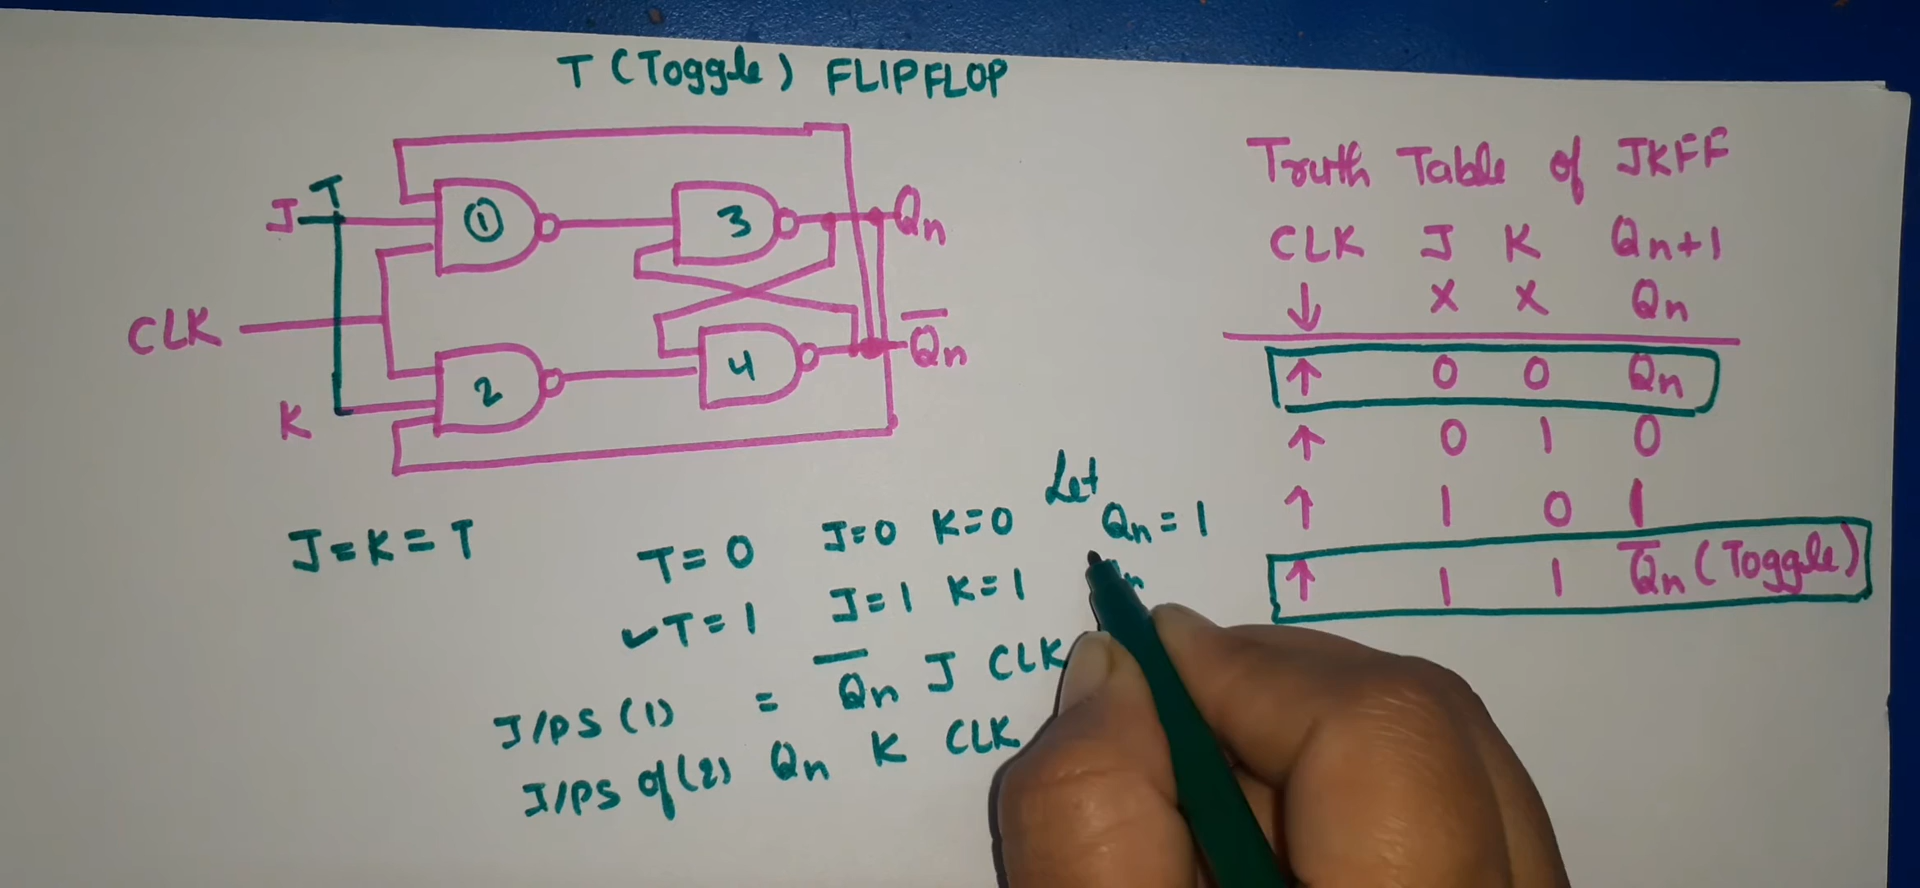 T (Toggle) FLIPFLOP
J T
1
3
Qn
CLK
2
4
Q̅n
K
Truth Table of JKFF
CLK J K Qn+1
↓ X X Qn
↑ 0 0 Qn
↑ 0 1 0
↑ 1 0 1
↑ 1 1 Q̅n (Toggle)
J=K=T
T=0 J=0 K=0
✓T=1 J=1 K=1
Let
Qn=1
I/PS (1) = Q̅n J CLK
I/PS of (2) Qn K CLK